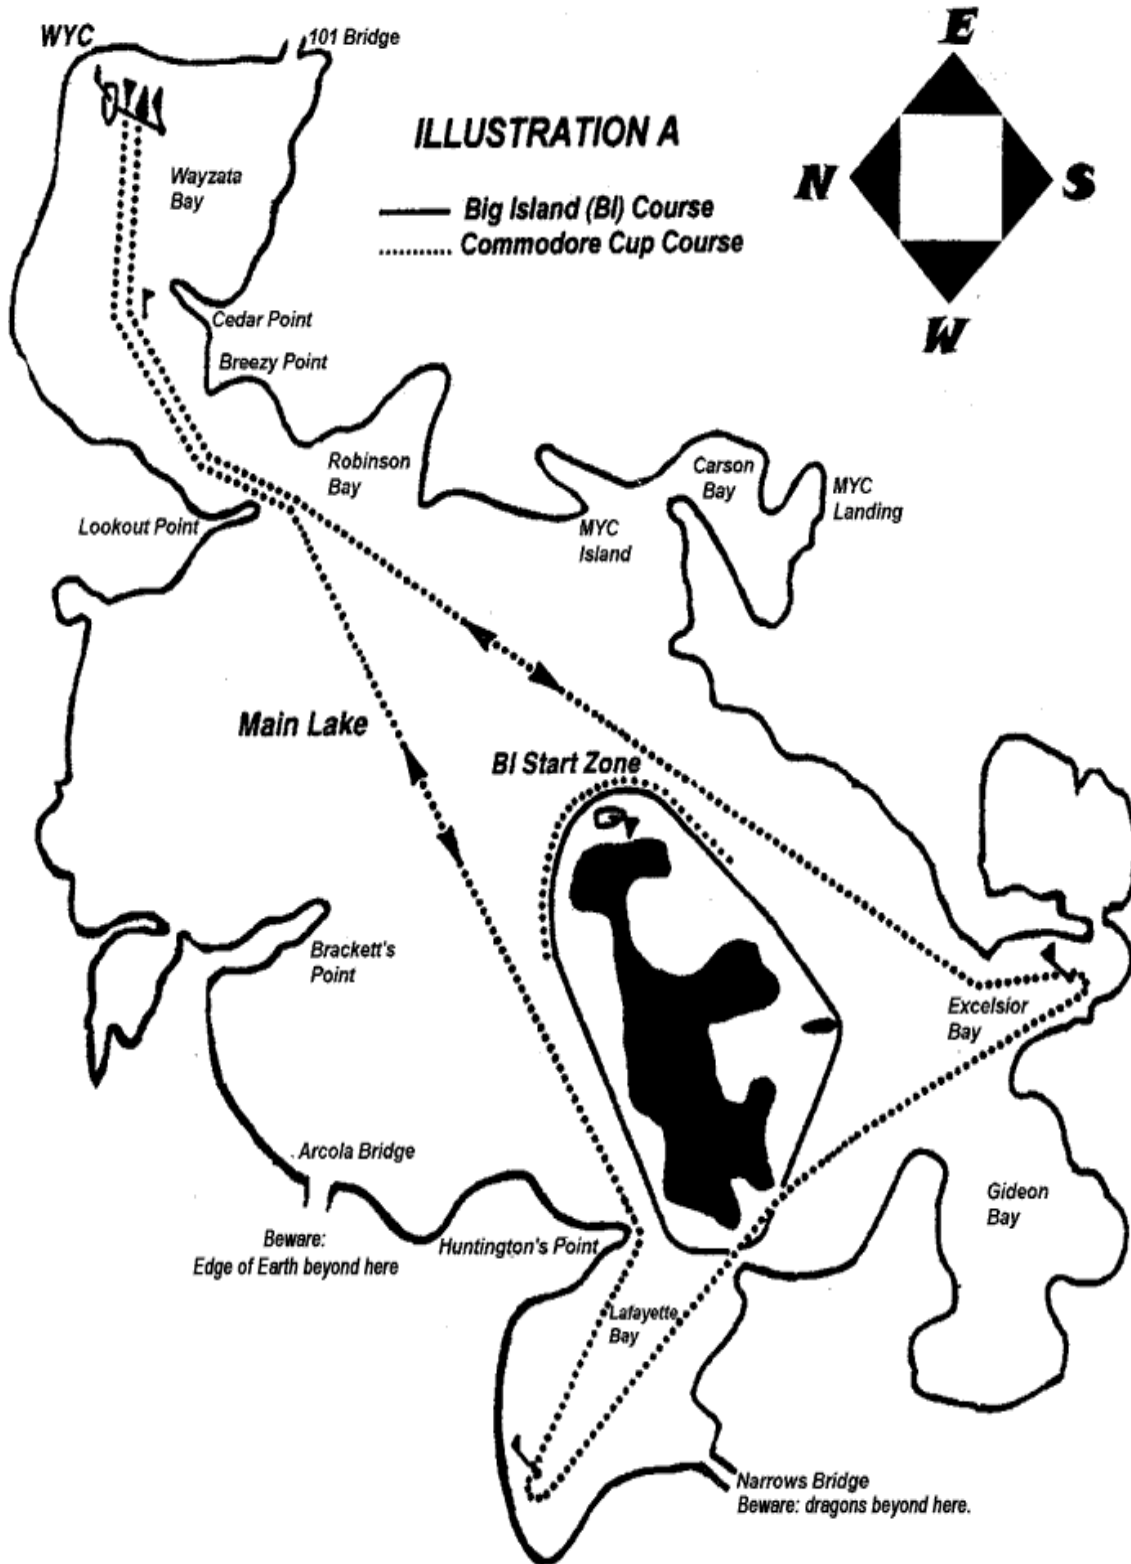 WYC
101 Bridge
E
ILLUSTRATION A
Wayzata
Bay
N
S
Big Island (BI) Course
Commodore Cup Course
W
Cedar Point
Breezy Point
Robinson
Bay
Carson
Bay
MYC
Landing
Lookout Point
MYC
Island
Main Lake
BI Start Zone
Brackett's
Point
Excelsior
Bay
Arcola Bridge
Gideon
Bay
Beware:
Edge of Earth beyond here
Huntington's Point
Lafayette
Bay
Narrows Bridge
Beware: dragons beyond here.